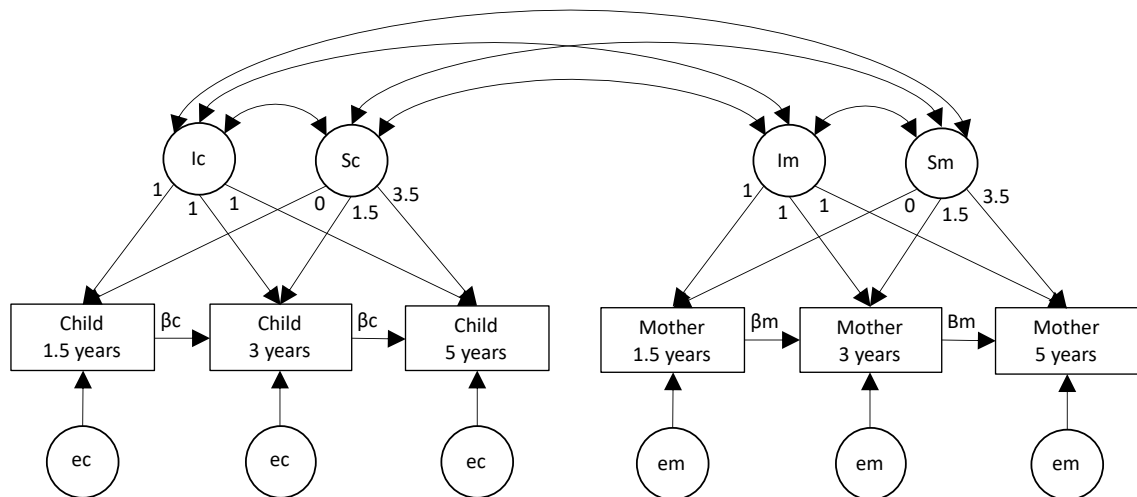 Ic
Sc
Im
Sm
1
1
1
0
1.5
3.5
1
1
1
0
1.5
3.5
Child
1.5 years
βc
Child
3 years
βc
Child
5 years
Mother
1.5 years
βm
Mother
3 years
Bm
Mother
5 years
ec
ec
ec
em
em
em